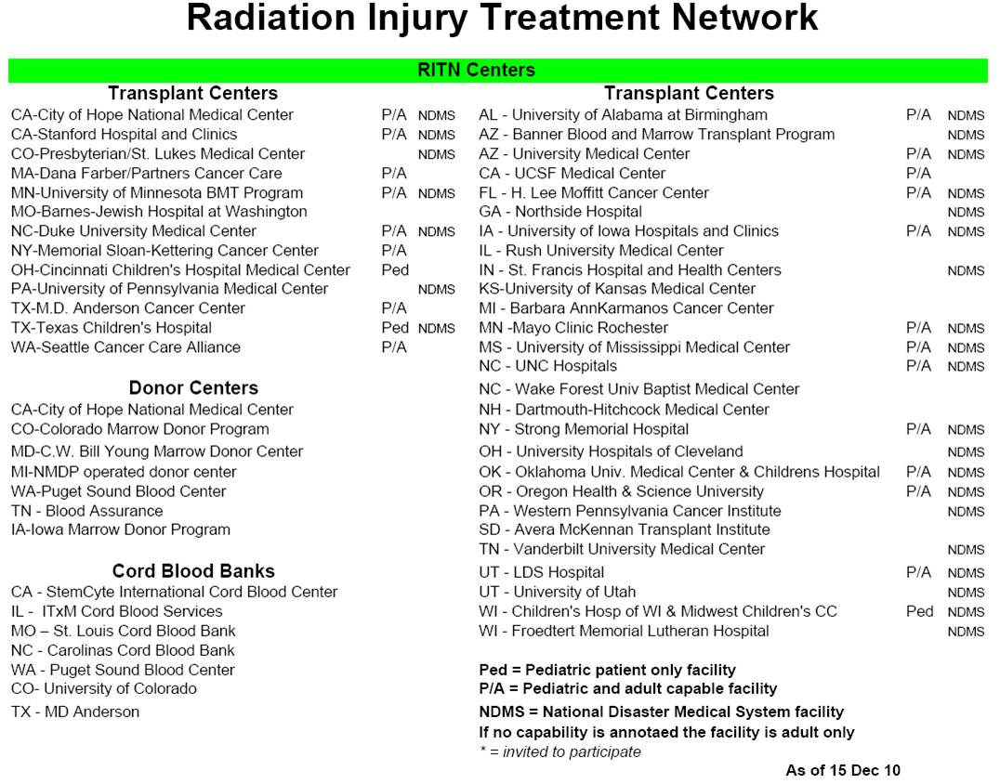 Radiation Injury Treatment Network
RITN Centers
Transplant Centers
CA-City of Hope National Medical Center P/A NDMS
CA-Stanford Hospital and Clinics P/A NDMS
CO-Presbyterian/St. Lukes Medical Center NDMS
MA-Dana Farber/Partners Cancer Care P/A
MN-University of Minnesota BMT Program P/A NDMS
MO-Barnes-Jewish Hospital at Washington
NC-Duke University Medical Center P/A NDMS
NY-Memorial Sloan-Kettering Cancer Center P/A
OH-Cincinnati Children's Hospital Medical Center Ped
PA-University of Pennsylvania Medical Center NDMS
TX-M.D. Anderson Cancer Center P/A
TX-Texas Children's Hospital Ped NDMS
WA-Seattle Cancer Care Alliance P/A
Donor Centers
CA-City of Hope National Medical Center
CO-Colorado Marrow Donor Program
MD-C.W. Bill Young Marrow Donor Center
MI-NMDP operated donor center
WA-Puget Sound Blood Center
TN - Blood Assurance
IA-Iowa Marrow Donor Program
Cord Blood Banks
CA - StemCyte International Cord Blood Center
IL - ITxM Cord Blood Services
MO – St. Louis Cord Blood Bank
NC - Carolinas Cord Blood Bank
WA - Puget Sound Blood Center
CO- University of Colorado
TX - MD Anderson
Transplant Centers
AL - University of Alabama at Birmingham P/A NDMS
AZ - Banner Blood and Marrow Transplant Program NDMS
AZ - University Medical Center P/A NDMS
CA - UCSF Medical Center P/A
FL - H. Lee Moffitt Cancer Center P/A NDMS
GA - Northside Hospital NDMS
IA - University of Iowa Hospitals and Clinics P/A NDMS
IL - Rush University Medical Center
IN - St. Francis Hospital and Health Centers NDMS
KS-University of Kansas Medical Center
MI - Barbara AnnKarmanos Cancer Center
MN -Mayo Clinic Rochester P/A NDMS
MS - University of Mississippi Medical Center P/A NDMS
NC - UNC Hospitals P/A NDMS
NC - Wake Forest Univ Baptist Medical Center
NH - Dartmouth-Hitchcock Medical Center
NY - Strong Memorial Hospital P/A NDMS
OH - University Hospitals of Cleveland NDMS
OK - Oklahoma Univ. Medical Center & Childrens Hospital P/A NDMS
OR - Oregon Health & Science University P/A NDMS
PA - Western Pennsylvania Cancer Institute NDMS
SD - Avera McKennan Transplant Institute
TN - Vanderbilt University Medical Center NDMS
UT - LDS Hospital P/A NDMS
UT - University of Utah NDMS
WI - Children's Hosp of WI & Midwest Children's CC Ped NDMS
WI - Froedtert Memorial Lutheran Hospital NDMS
Ped = Pediatric patient only facility
P/A = Pediatric and adult capable facility
NDMS = National Disaster Medical System facility
If no capability is annotaed the facility is adult only
* = invited to participate
As of 15 Dec 10